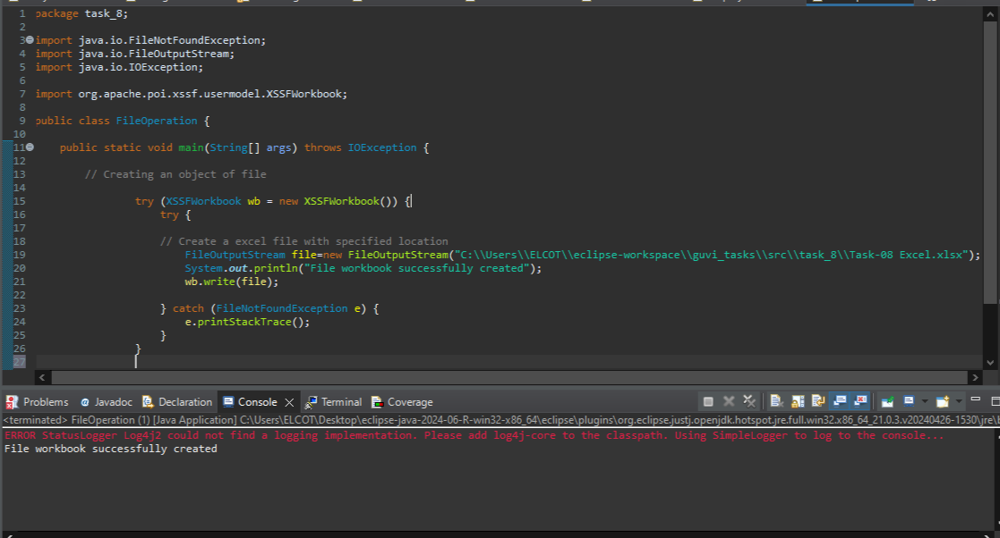 1 package task_8;
2
3 import java.io.FileNotFoundException;
4 import java.io.FileOutputStream;
5 import java.io.IOException;
6
7 import org.apache.poi.xssf.usermodel.XSSFWorkbook;
8
9 public class FileOperation {
10
11 public static void main(String[] args) throws IOException {
12
13 // Creating an object of file
14
15 try (XSSFWorkbook wb = new XSSFWorkbook()) {
16 try {
17
18 // Create a excel file with specified location
19 FileOutputStream file=new FileOutputStream("C:\\Users\\ELCOT\\eclipse-workspace\\guvi_tasks\\src\\task_8\\Task-08 Excel.xlsx");
20 System.out.println("File workbook successfully created");
21 wb.write(file);
22
23 } catch (FileNotFoundException e) {
24 e.printStackTrace();
25 }
26 }
27
Problems @ Javadoc Declaration Console Terminal Coverage
<terminated> FileOperation (1) [Java Application] C:\Users\ELCOT\Desktop\eclipse-java-2024-06-R-win32-x86_64\eclipse\plugins\org.eclipse.justj.openjdk.hotspot.jre.full.win32.x86_64_21.0.3.v20240426-1530\jre\b
ERROR StatusLogger Log4j2 could not find a logging implementation. Please add log4j-core to the classpath. Using SimpleLogger to log to the console...
File workbook successfully created